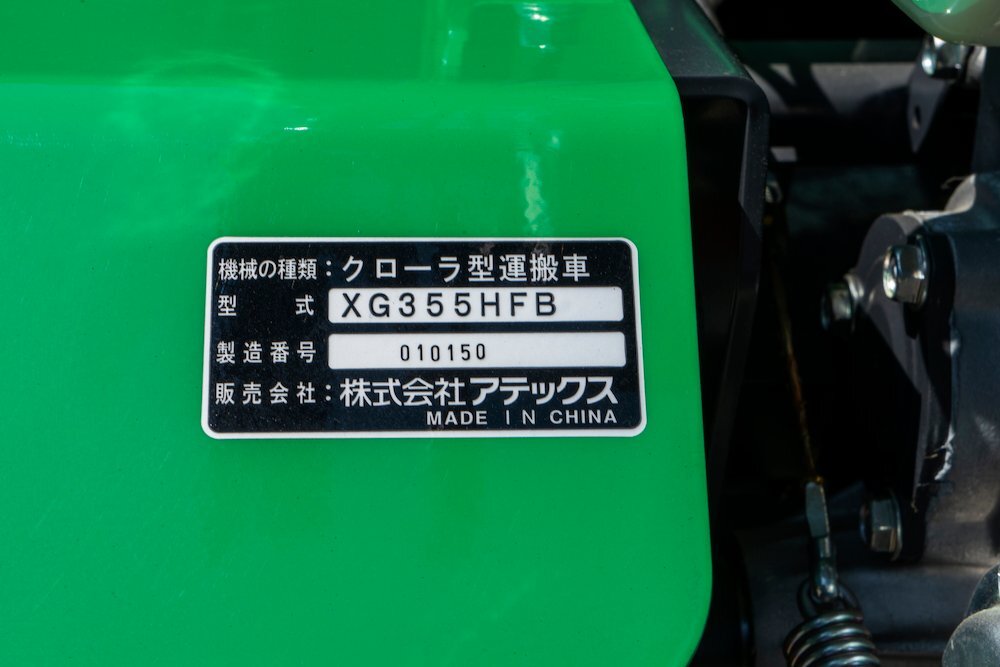 機械の種類：クローラ型運搬車
型式 XG355HFB
製造番号 010150
販売会社：株式会社アテックス
MADE IN CHINA